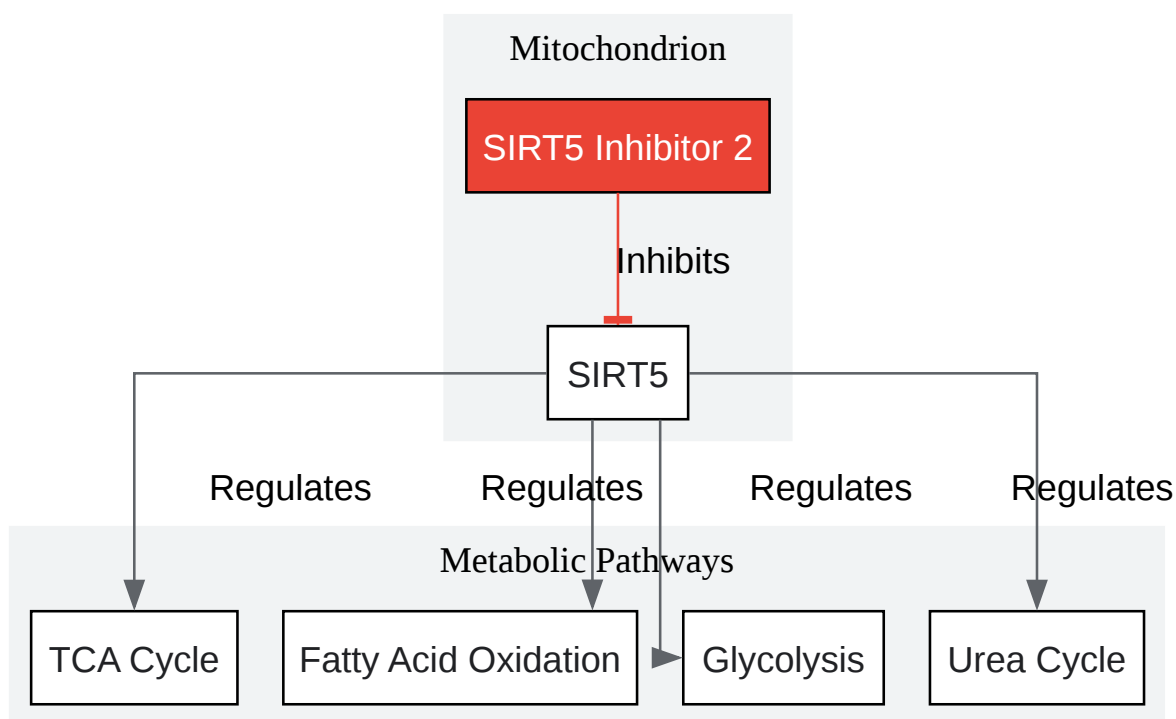 Mitochondrion
SIRT5 Inhibitor 2
Inhibits
SIRT5
Regulates
Regulates
Regulates
Regulates
Metabolic Pathways
TCA Cycle
Fatty Acid Oxidation
Glycolysis
Urea Cycle